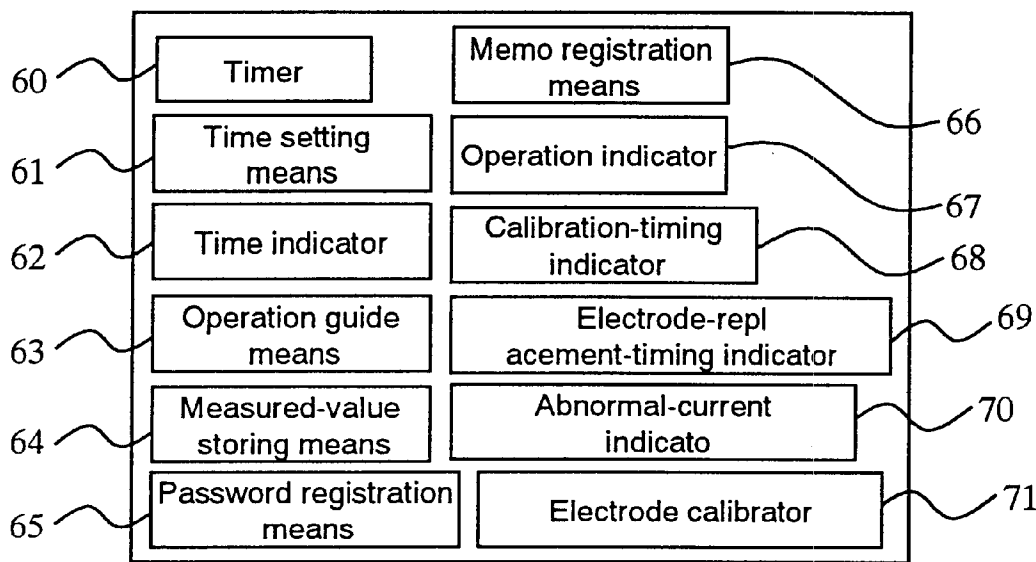 60
Timer
61
Time setting
means
62
Time indicator
63
Operation guide
means
64
Measured-value
storing means
65
Password registration
means
Memo registration
means
66
Operation indicator
67
Calibration-timing
indicator
68
Electrode-repl
acement-timing indicator
69
Abnormal-current
indicato
70
Electrode calibrator
71